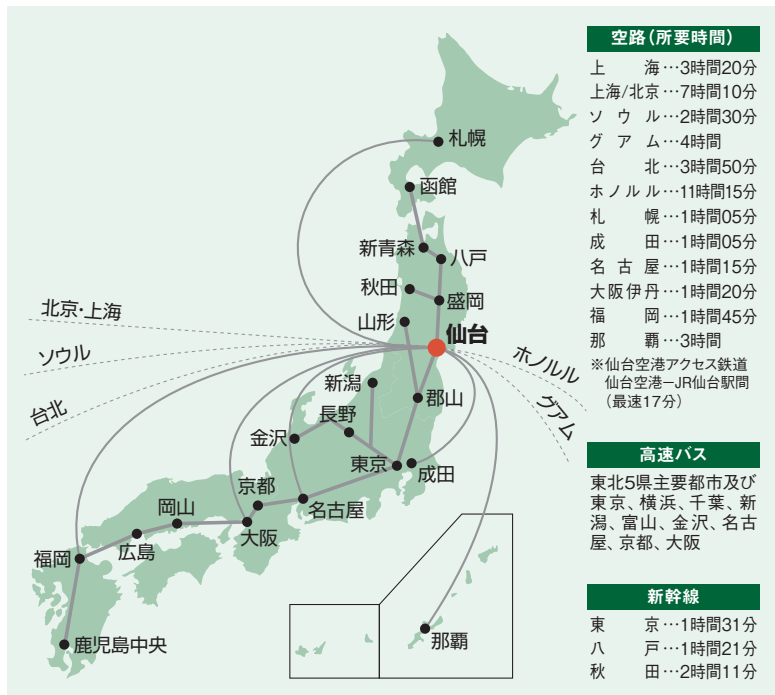 札幌
函館
新青森
八戸
秋田
盛岡
山形
仙台
北京・上海
ソウル
台北
ホノルル
グアム
新潟
長野
郡山
金沢
東京
成田
京都
名古屋
岡山
大阪
広島
福岡
鹿児島中央
那覇
空路（所要時間）
上海…3時間20分
上海/北京…7時間10分
ソウル…2時間30分
グアム…4時間
台北…3時間50分
ホノルル…11時間15分
札幌…1時間05分
成田…1時間05分
名古屋…1時間15分
大阪伊丹…1時間20分
福岡…1時間45分
那覇…3時間
※仙台空港アクセス鉄道
仙台空港ーJR仙台駅間
（最速17分）
高速バス
東北5県主要都市及び
東京、横浜、千葉、新
潟、富山、金沢、名古
屋、京都、大阪
新幹線
東京…1時間31分
八戸…1時間21分
秋田…2時間11分